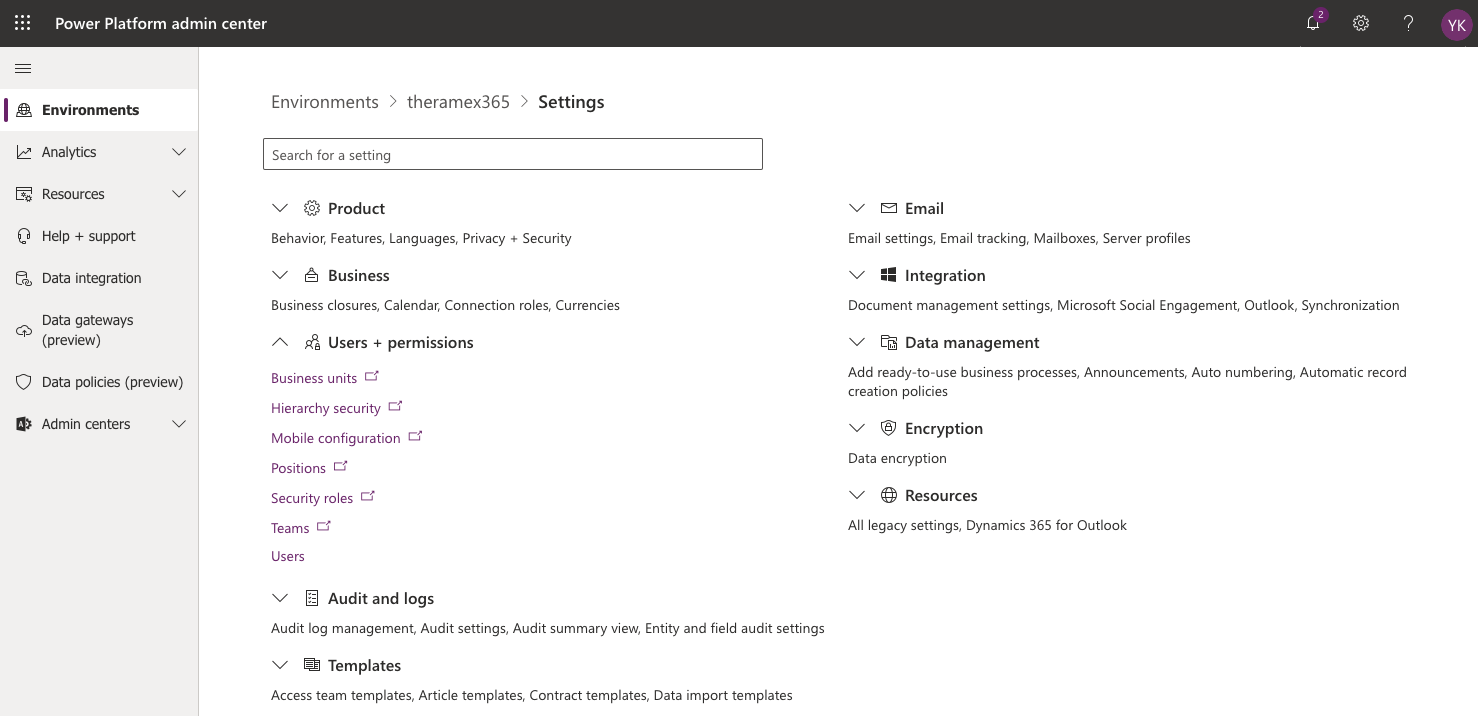 Power Platform admin center
2
YK
Environments
Analytics
Resources
Help + support
Data integration
Data gateways
(preview)
Data policies (preview)
Admin centers
Environments > theramex365 > Settings
Search for a setting
Product
Behavior, Features, Languages, Privacy + Security
Business
Business closures, Calendar, Connection roles, Currencies
Users + permissions
Business units
Hierarchy security
Mobile configuration
Positions
Security roles
Teams
Users
Audit and logs
Audit log management, Audit settings, Audit summary view, Entity and field audit settings
Templates
Access team templates, Article templates, Contract templates, Data import templates
Email
Email settings, Email tracking, Mailboxes, Server profiles
Integration
Document management settings, Microsoft Social Engagement, Outlook, Synchronization
Data management
Add ready-to-use business processes, Announcements, Auto numbering, Automatic record
creation policies
Encryption
Data encryption
Resources
All legacy settings, Dynamics 365 for Outlook